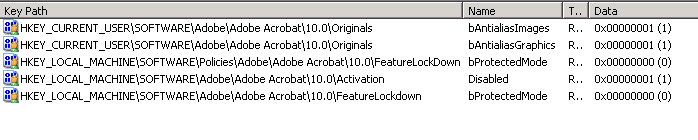 Key Path Name T.. Data
HKEY_CURRENT_USER\SOFTWARE\Adobe\Adobe Acrobat\10.0\Originals bAntialiasImages R.. 0x00000001 (1)
HKEY_CURRENT_USER\SOFTWARE\Adobe\Adobe Acrobat\10.0\Originals bAntialiasGraphics R.. 0x00000001 (1)
HKEY_LOCAL_MACHINE\SOFTWARE\Policies\Adobe\Adobe Acrobat\10.0\FeatureLockDown bProtectedMode R.. 0x00000000 (0)
HKEY_LOCAL_MACHINE\SOFTWARE\Adobe\Adobe Acrobat\10.0\Activation Disabled R.. 0x00000001 (1)
HKEY_LOCAL_MACHINE\SOFTWARE\Adobe\Adobe Acrobat\10.0\FeatureLockdown bProtectedMode R.. 0x00000000 (0)